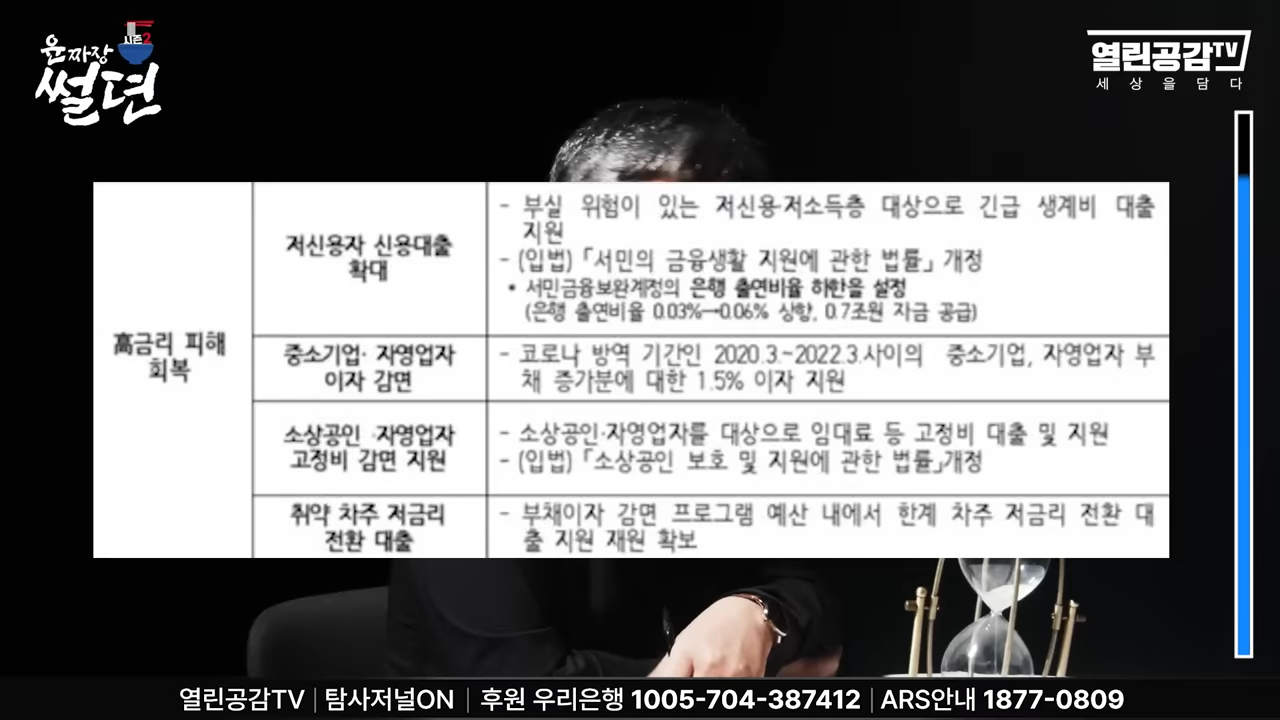 윤짜장
시즌2
썰뎐
열린공감TV
세상을담다
高금리 피해
회복
저신용자 신용대출
확대
- 부실 위험이 있는 저신용·저소득층 대상으로 긴급 생계비 대출
지원
- (입법) 「서민의 금융생활 지원에 관한 법률」 개정
• 서민금융보완계정의 은행 출연비율 하한을 설정
(은행 출연비율 0.03%→0.06% 상향, 0.7조원 자금 공급)
중소기업· 자영업자
이자 감면
- 코로나 방역 기간인 2020.3.~2022.3.사이의 중소기업, 자영업자 부
채 증가분에 대한 1.5% 이자 지원
소상공인 ·자영업자
고정비 감면 지원
- 소상공인·자영업자를 대상으로 임대료 등 고정비 대출 및 지원
- (입법) 「소상공인 보호 및 지원에 관한 법률」개정
취약 차주 저금리
전환 대출
- 부채이자 감면 프로그램 예산 내에서 한계 차주 저금리 전환 대
출 지원 재원 확보
열린공감TV | 탐사저널ON | 후원 우리은행 1005-704-387412 | ARS안내 1877-0809